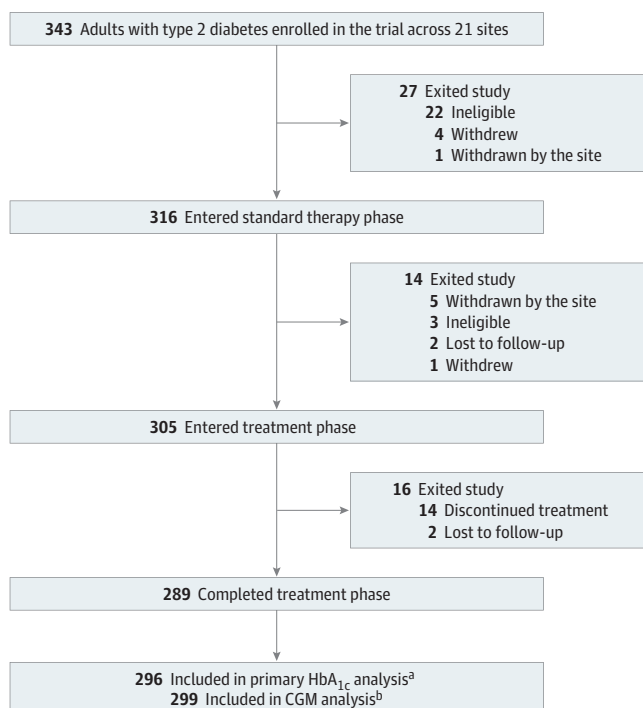 343 Adults with type 2 diabetes enrolled in the trial across 21 sites
27 Exited study
22 Ineligible
4 Withdrew
1 Withdrawn by the site
316 Entered standard therapy phase
14 Exited study
5 Withdrawn by the site
3 Ineligible
2 Lost to follow-up
1 Withdrew
305 Entered treatment phase
16 Exited study
14 Discontinued treatment
2 Lost to follow-up
289 Completed treatment phase
296 Included in primary HbA1c analysisa
299 Included in CGM analysisb